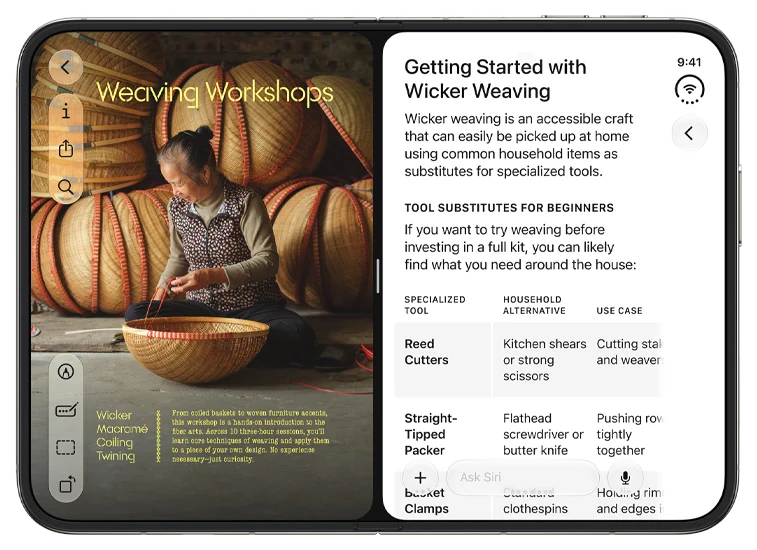 Weaving Workshops
Wicker
Macramé
Coiling
Twining
From coiled baskets to woven furniture accents,
this workshop is a hands-on introduction to the
fiber arts. Across 10 three-hour sessions, you'll
learn core techniques of weaving and apply them
to a piece of your own design. No experience
necessary—just curiosity.
9:41
Getting Started with
Wicker Weaving
Wicker weaving is an accessible craft
that can easily be picked up at home
using common household items as
substitutes for specialized tools.
TOOL SUBSTITUTES FOR BEGINNERS
If you want to try weaving before
investing in a full kit, you can likely
find what you need around the house:
SPECIALIZED TOOL
HOUSEHOLD ALTERNATIVE
USE CASE
Reed
Cutters
Kitchen shears
or strong
scissors
Cutting
and weaver
Straight-
Tipped
Packer
Flathead
screwdriver or
butter knife
Pushing
tightly
together
Ask Siri
Basket
Clamps
Standard
clothespins
Holding rim
and edges